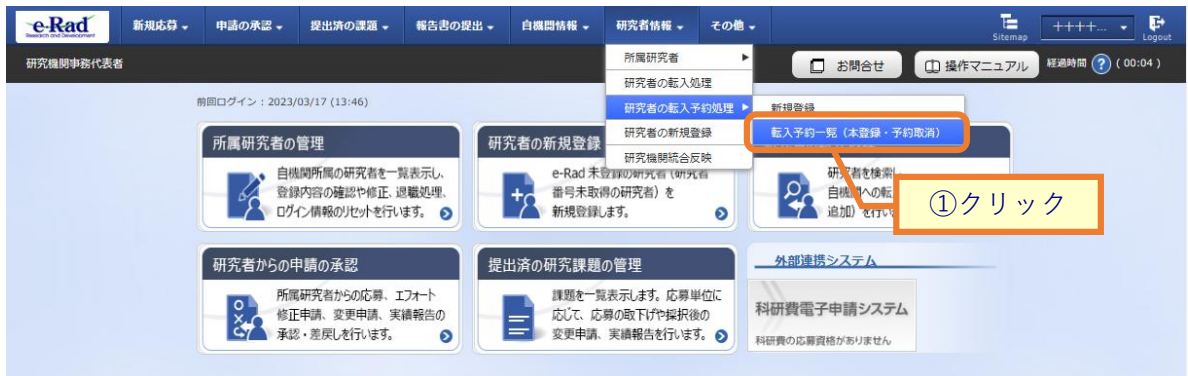 e-Rad
Research and Development
新規応募
申請の承認
提出済の課題
報告書の提出
自機関情報
研究者情報
その他
Sitemap
++++...
Logout
研究機関事務代表者
お問合せ
操作マニュアル
経過時間 ? ( 00:04 )
所属研究者
研究者の転入処理
研究者の転入予約処理
研究者の新規登録
研究機関統合反映
新規登録
転入予約一覧（本登録・予約取消）
①クリック
前回ログイン : 2023/03/17 (13:46)
所属研究者の管理
自機関所属の研究者を一覧表示し、
登録内容の確認や修正、退職処理、
ログイン情報のリセットを行います。
研究者の新規登録
e-Rad 未登録の研究者（研究者
番号未取得の研究者）を
新規登録します。
研究者を検索し、
自機関への転
追加）を行い
研究者からの申請の承認
所属研究者からの応募、エフォート
修正申請、変更申請、実績報告の
承認・差戻しを行います。
提出済の研究課題の管理
課題を一覧表示します。応募単位に
応じて、応募の取下げや採択後の
変更申請、実績報告を行います。
外部連携システム
科研費電子申請システム
科研費の応募資格がありません